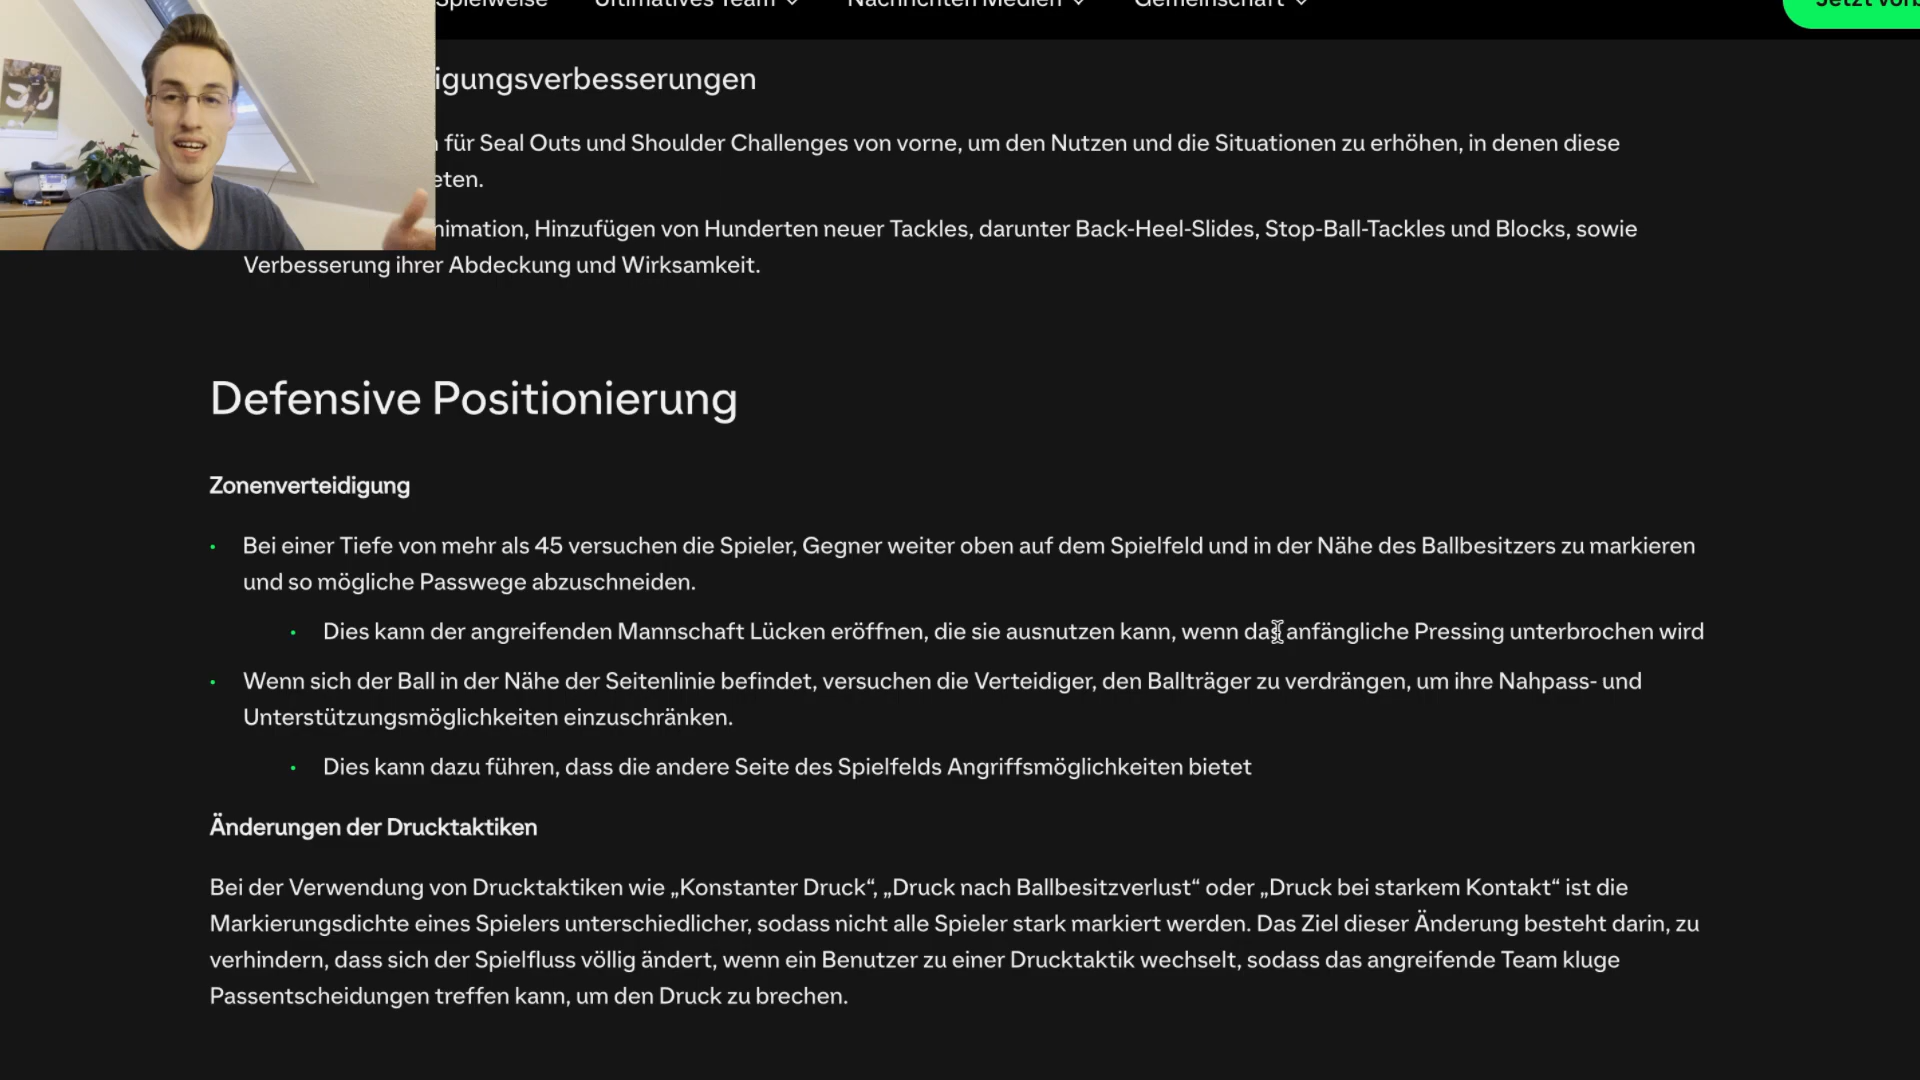 Spielweise Ultimatives Team Nachrichten Medien Gemeinschaft Jetzt
igungsverbesserungen
für Seal Outs und Shoulder Challenges von vorne, um den Nutzen und die Situationen zu erhöhen, in denen diese
eten.
nimation, Hinzufügen von Hunderten neuer Tackles, darunter Back-Heel-Slides, Stop-Ball-Tackles und Blocks, sowie
Verbesserung ihrer Abdeckung und Wirksamkeit.
Defensive Positionierung
Zonenverteidigung
• Bei einer Tiefe von mehr als 45 versuchen die Spieler, Gegner weiter oben auf dem Spielfeld und in der Nähe des Ballbesitzers zu markieren
und so mögliche Passwege abzuschneiden.
• Dies kann der angreifenden Mannschaft Lücken eröffnen, die sie ausnutzen kann, wenn das anfängliche Pressing unterbrochen wird
• Wenn sich der Ball in der Nähe der Seitenlinie befindet, versuchen die Verteidiger, den Ballträger zu verdrängen, um ihre Nahpass- und
Unterstützungsmöglichkeiten einzuschränken.
• Dies kann dazu führen, dass die andere Seite des Spielfelds Angriffsmöglichkeiten bietet
Änderungen der Drucktaktiken
Bei der Verwendung von Drucktaktiken wie „Konstanter Druck“, „Druck nach Ballbesitzverlust“ oder „Druck bei starkem Kontakt“ ist die
Markierungsdichte eines Spielers unterschiedlicher, sodass nicht alle Spieler stark markiert werden. Das Ziel dieser Änderung besteht darin, zu
verhindern, dass sich der Spielfluss völlig ändert, wenn ein Benutzer zu einer Drucktaktik wechselt, sodass das angreifende Team kluge
Passentscheidungen treffen kann, um den Druck zu brechen.